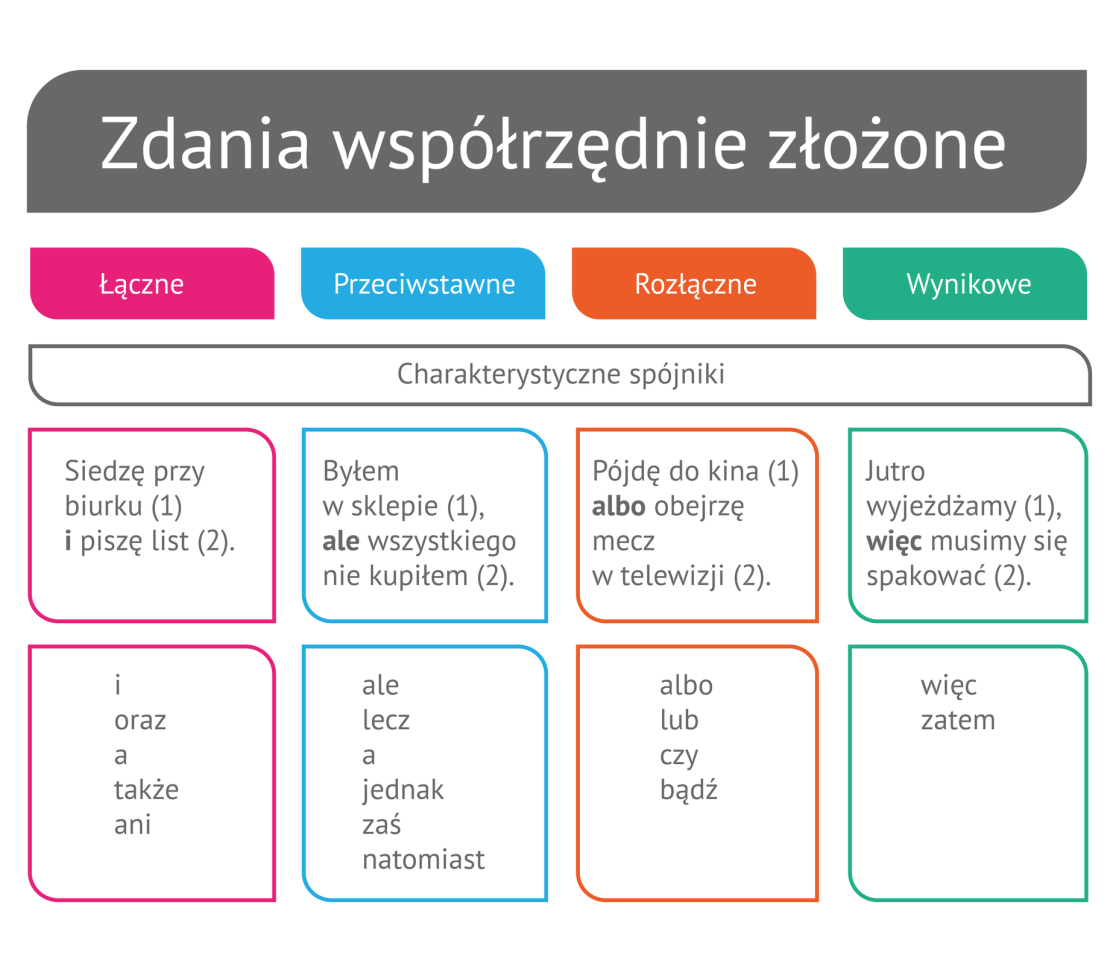 Zdania współrzędnie złożone
Łączne
Przeciwstawne
Rozłączne
Wynikowe
Charakterystyczne spójniki
Siedzę przy
biurku (1)
i piszę list (2).
Byłem
w sklepie (1),
ale wszystkiego
nie kupiłem (2).
Pójdę do kina (1)
albo obejrzę
mecz
w telewizji (2).
Jutro
wyjeżdżamy (1),
więc musimy się
spakować (2).
i
oraz
a
także
ani
ale
lecz
a
jednak
zaś
natomiast
albo
lub
czy
bądź
więc
zatem